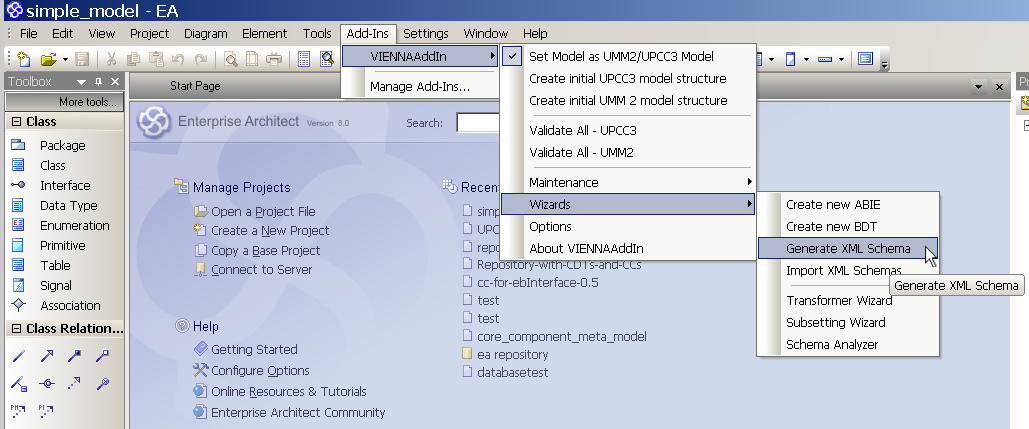 simple_model - EA
File Edit View Project Diagram Element Tools Add-Ins Settings Window Help
Toolbox
More tools...
Class
Package
Class
Interface
Data Type
Enumeration
Primitive
Table
Signal
Association
Class Relation...
Start Page
Enterprise Architect Version 8.0
Search:
Manage Projects
Open a Project File
Create a New Project
Copy a Base Project
Connect to Server
Help
Getting Started
Configure Options
Online Resources & Tutorials
Enterprise Architect Community
Recen
simp
UPC
repo
Repository-with-CDTs-and-CCs
cc-for-ebInterface-0.5
test
test
core_component_meta_model
ea repository
databasetest
VIENNAAddIn
Manage Add-Ins...
Set Model as UMM2/UPCC3 Model
Create initial UPCC3 model structure
Create initial UMM 2 model structure
Validate All - UPCC3
Validate All - UMM2
Maintenance
Wizards
Options
About VIENNAAddIn
Create new ABIE
Create new BDT
Generate XML Schema
Import XML Schemas
Generate XML Schema
Transformer Wizard
Subsetting Wizard
Schema Analyzer
Pr